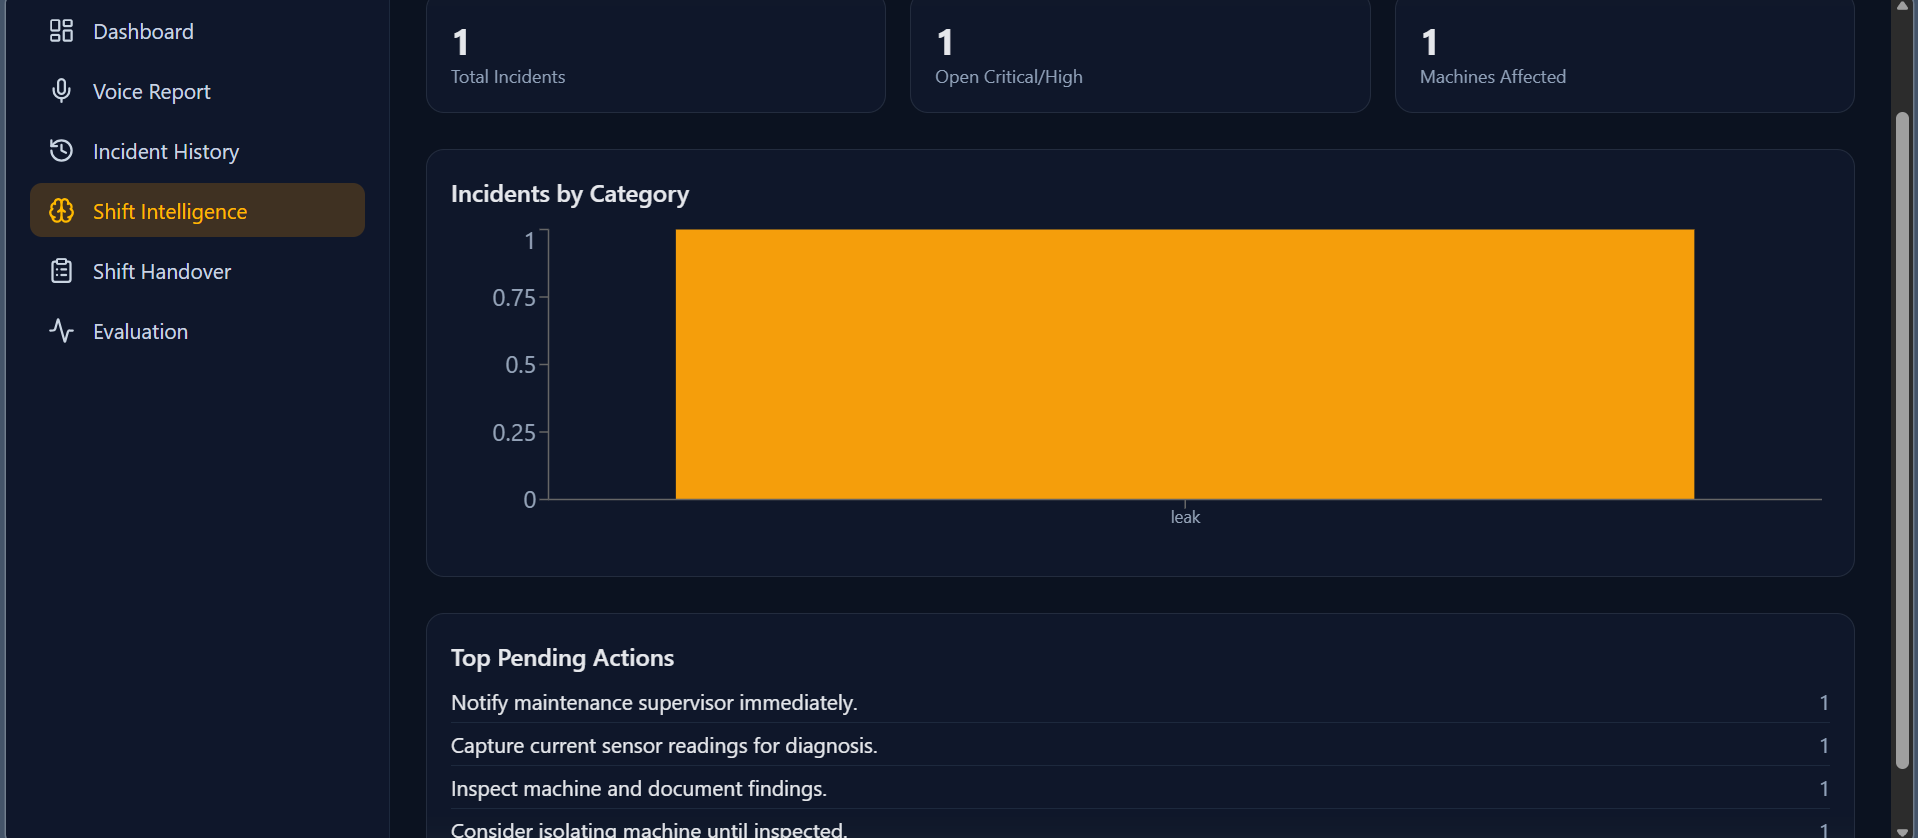 Dashboard
Voice Report
Incident History
Shift Intelligence
Shift Handover
Evaluation
1
Total Incidents
1
Open Critical/High
1
Machines Affected
Incidents by Category
1
0.75
0.5
0.25
0
leak
Top Pending Actions
Notify maintenance supervisor immediately. 1
Capture current sensor readings for diagnosis. 1
Inspect machine and document findings. 1
Consider isolating machine until inspected. 1